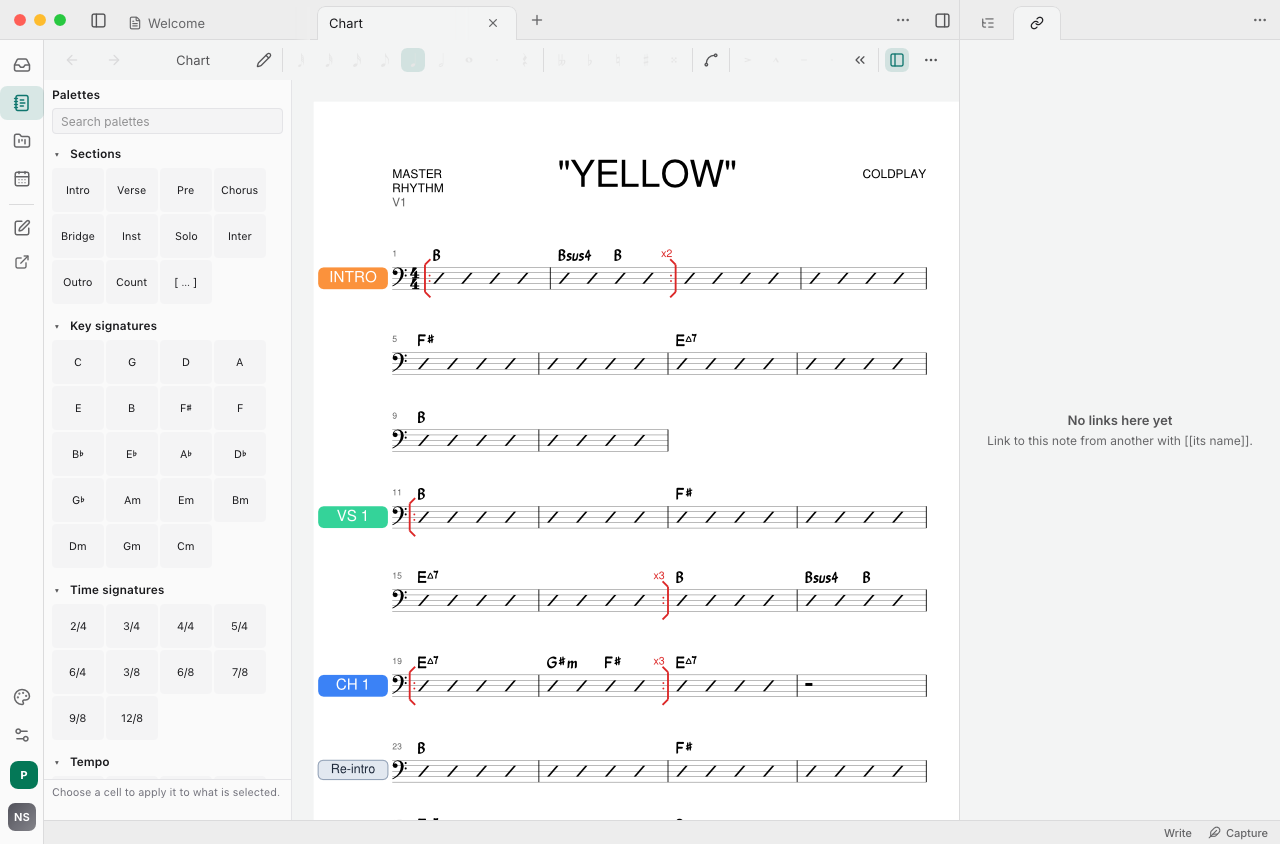 Welcome
Chart
Chart
Palettes
Search palettes
Sections
Intro Verse Pre Chorus
Bridge Inst Solo Inter
Outro Count [ ... ]
Key signatures
C G D A
E B F# F
B♭ E♭ A♭ D♭
G♭ Am Em Bm
Dm Gm Cm
Time signatures
2/4 3/4 4/4 5/4
6/4 3/8 6/8 7/8
9/8 12/8
Tempo
Choose a cell to apply it to what is selected.
P
NS
MASTER
RHYTHM
V1
"YELLOW"
COLDPLAY
1 B Bsus4 B x2
INTRO 4/4
5 F# E△7
9 B
11 B F#
VS 1
15 E△7 x3 B Bsus4 B
19 E△7 G#m F# x3 E△7
CH 1
23 B F#
Re-intro
No links here yet
Link to this note from another with [[its name]].
Write Capture